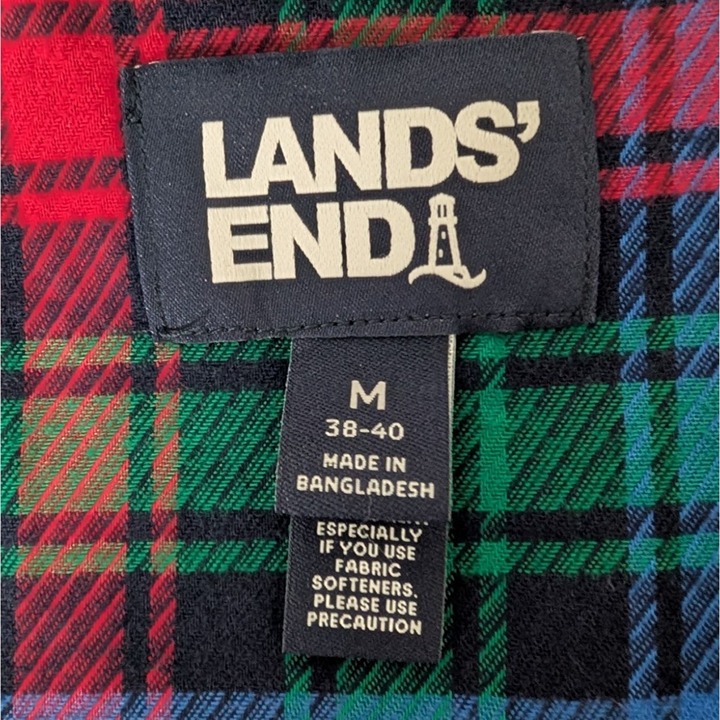 LANDS'
END
M
38-40
MADE IN
BANGLADESH
ESPECIALLY
IF YOU USE
FABRIC
SOFTENERS.
PLEASE USE
PRECAUTION